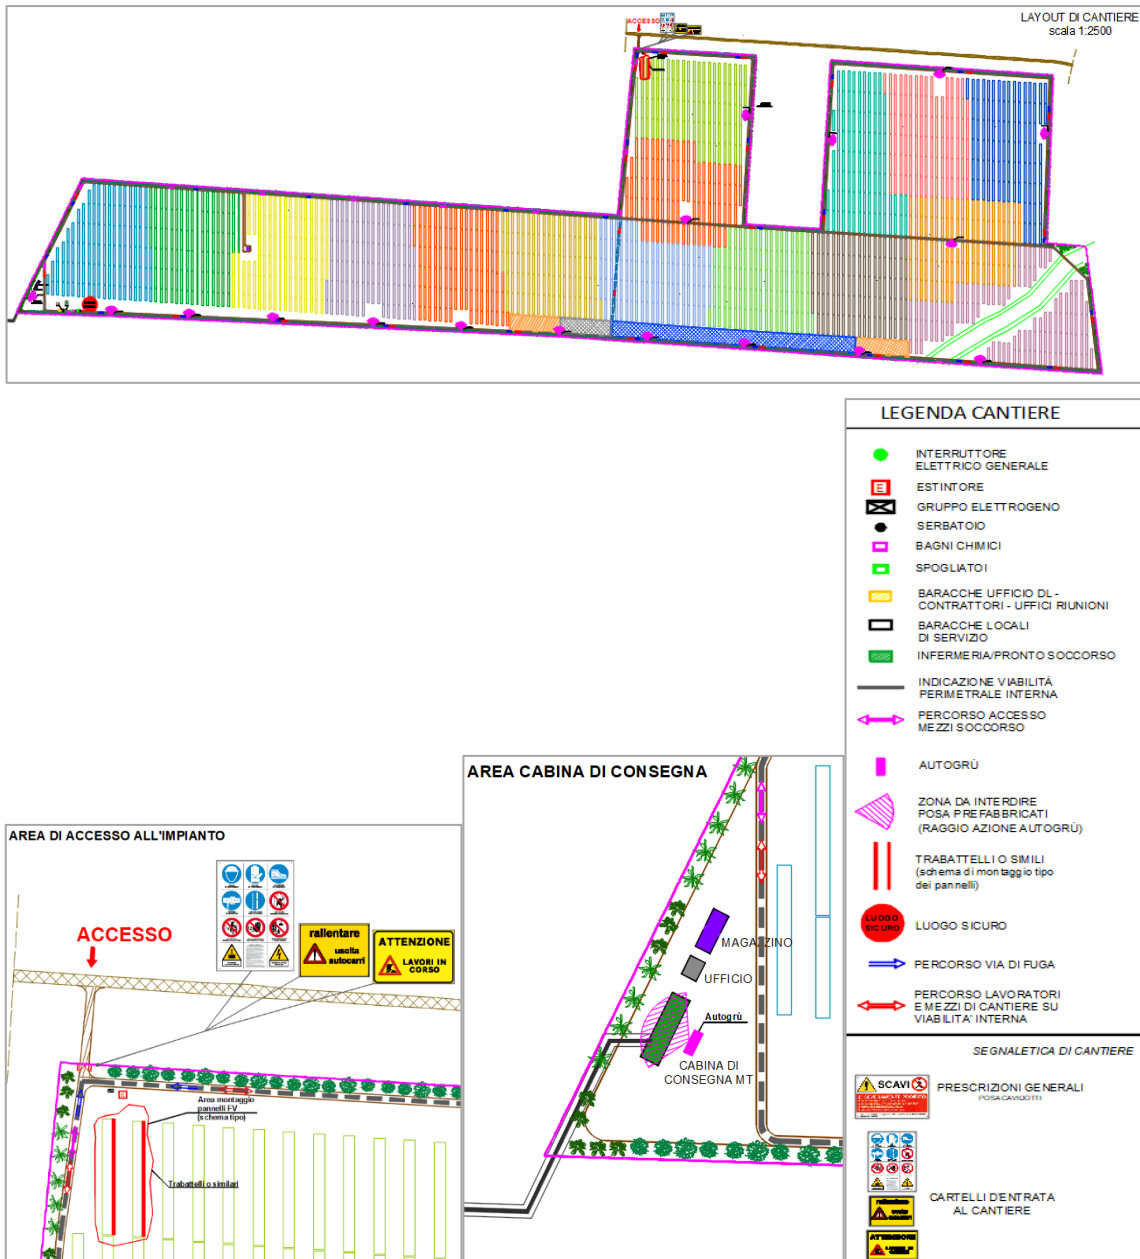 LAYOUT DI CANTIERE
scala 1:2500
ACCESSO
LEGENDA CANTIERE
INTERRUTTORE
ELETTRICO GENERALE
E
ESTINTORE
GRUPPO ELETTROGENO
SERBATOIO
BAGNI CHIMICI
SPOGLIATOI
BARACCHE UFFICIO DL -
CONTRATTORI - UFFICI RIUNIONI
BARACCHE LOCALI
DI SERVIZIO
INFERMERIA/PRONTO SOCCORSO
INDICAZIONE VIABILITÀ
PERIMETRALE INTERNA
PERCORSO ACCESSO
MEZZI SOCCORSO
AUTOGRÙ
ZONA DA INTERDIRE
POSA PREFABBRICATI
(RAGGIO AZIONE AUTOGRÙ)
TRABATTELLI O SIMILI
(schema di montaggio tipo
dei pannelli)
LUOGO
SICURO
LUOGO SICURO
PERCORSO VIA DI FUGA
PERCORSO LAVORATORI
E MEZZI DI CANTIERE SU
VIABILITA' INTERNA
SEGNALETICA DI CANTIERE
SCAVI
PRESCRIZIONI GENERALI
POSA CAVIDOTTI
CARTELLI D'ENTRATA
AL CANTIERE
rallentare
ATTENZIONE
AREA CABINA DI CONSEGNA
MAGAZZINO
UFFICIO
Autogrù
CABINA DI
CONSEGNA MT
AREA DI ACCESSO ALL'IMPIANTO
ACCESSO
rallentare
uscita
autocarri
ATTENZIONE
LAVORI IN
CORSO
E
Area montaggio
pannelli FV
(schema tipo)
Trabattelli o similari